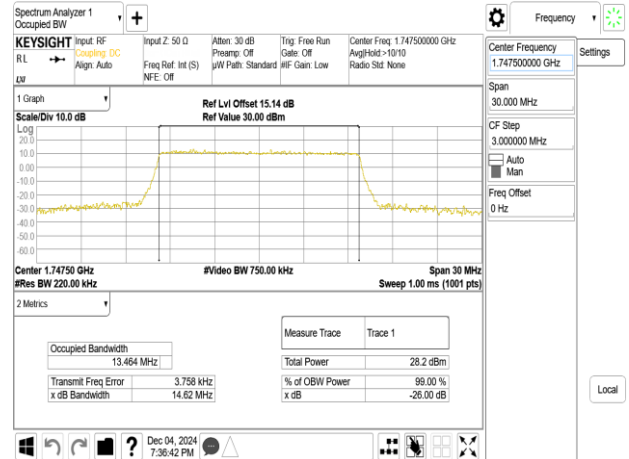 Spectrum Analyzer 1
Occupied BW
Frequency
KEYSIGHT
Input: RF
Coupling: DC
Align: Auto
Input Z: 50 Ω
Freq Ref: Int (S)
NFE: Off
Atten: 30 dB
Preamp: Off
µW Path: Standard
Trig: Free Run
Gate: Off
#IF Gain: Low
Center Freq: 1.747500000 GHz
Avg|Hold:>10/10
Radio Std: None
RL
LXI
Center Frequency
1.747500000 GHz
Settings
Span
30.000 MHz
CF Step
3.000000 MHz
Auto
Man
Freq Offset
0 Hz
Local
1 Graph
Scale/Div 10.0 dB
Ref Lvl Offset 15.14 dB
Ref Value 30.00 dBm
Log
20.0
10.0
0.00
-10.0
-20.0
-30.0
-40.0
-50.0
-60.0
Center 1.74750 GHz
#Video BW 750.00 kHz
Span 30 MHz
#Res BW 220.00 kHz
Sweep 1.00 ms (1001 pts)
2 Metrics
Occupied Bandwidth
13.464 MHz
Transmit Freq Error
3.758 kHz
x dB Bandwidth
14.62 MHz
Measure Trace
Trace 1
Total Power
28.2 dBm
% of OBW Power
99.00 %
x dB
-26.00 dB
?
Dec 04, 2024
7:36:42 PM